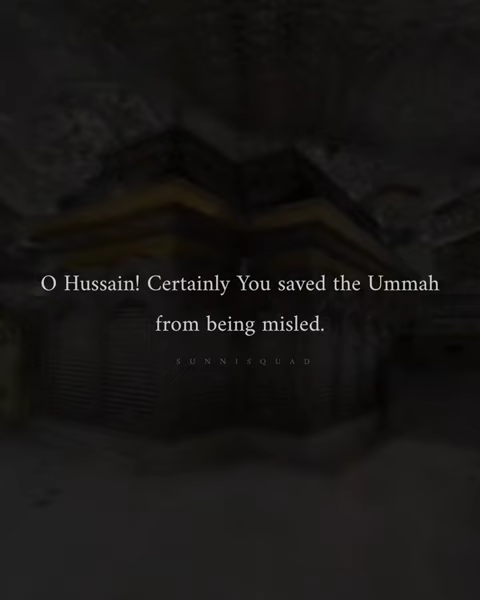 O Hussain! Certainly You saved the Ummah
from being misled.
SUNNISQUAD